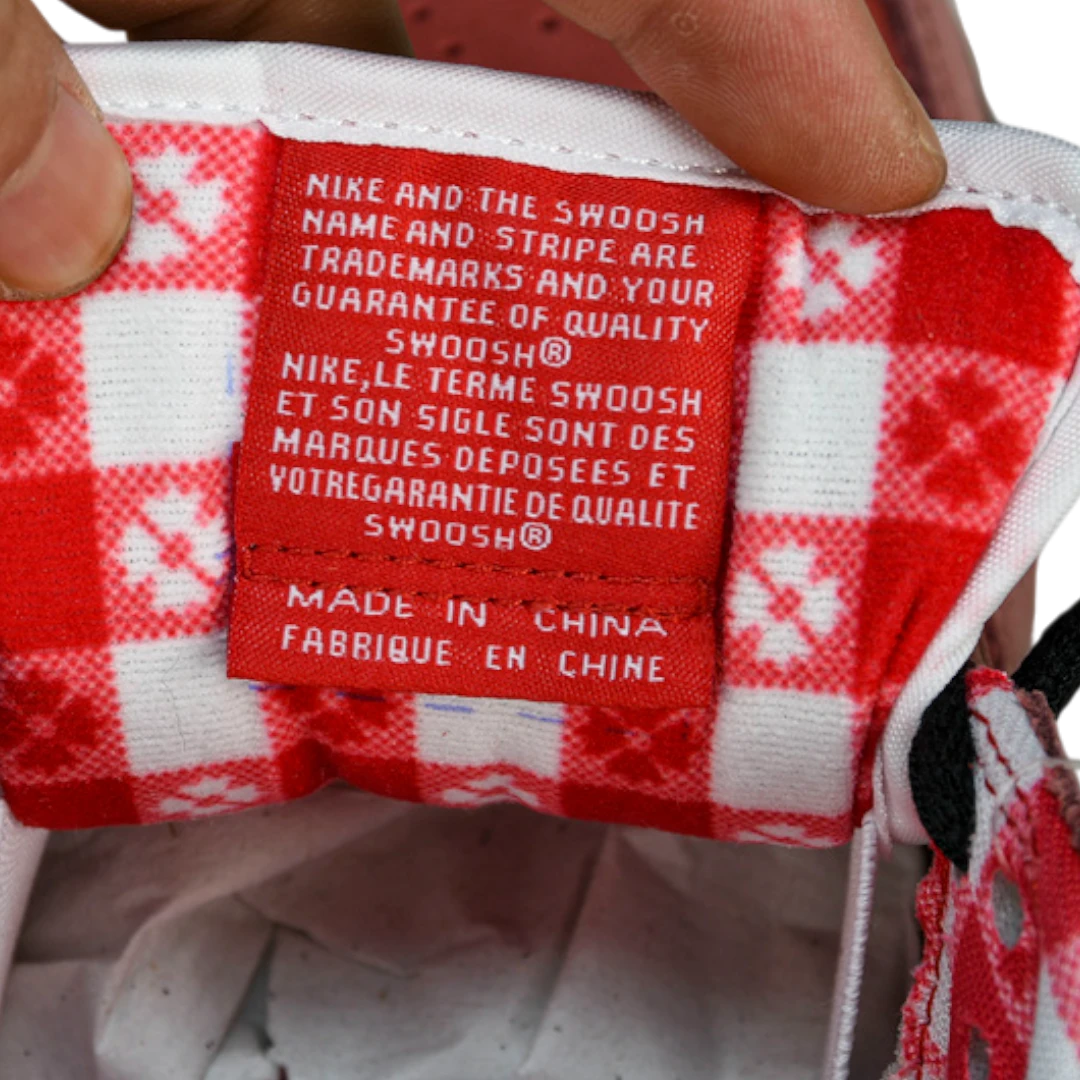 NIKE AND THE SWOOSH
NAME AND STRIPE ARE
TRADEMARKS AND YOUR
GUARANTEE OF QUALITY
SWOOSH®
NIKE, LE TERME SWOOSH
ET SON SIGLE SONT DES
MARQUES DEPOSEES ET
VOTREGARANTIE DE QUALITE
SWOOSH®
MADE IN CHINA
FABRIQUE EN CHINE